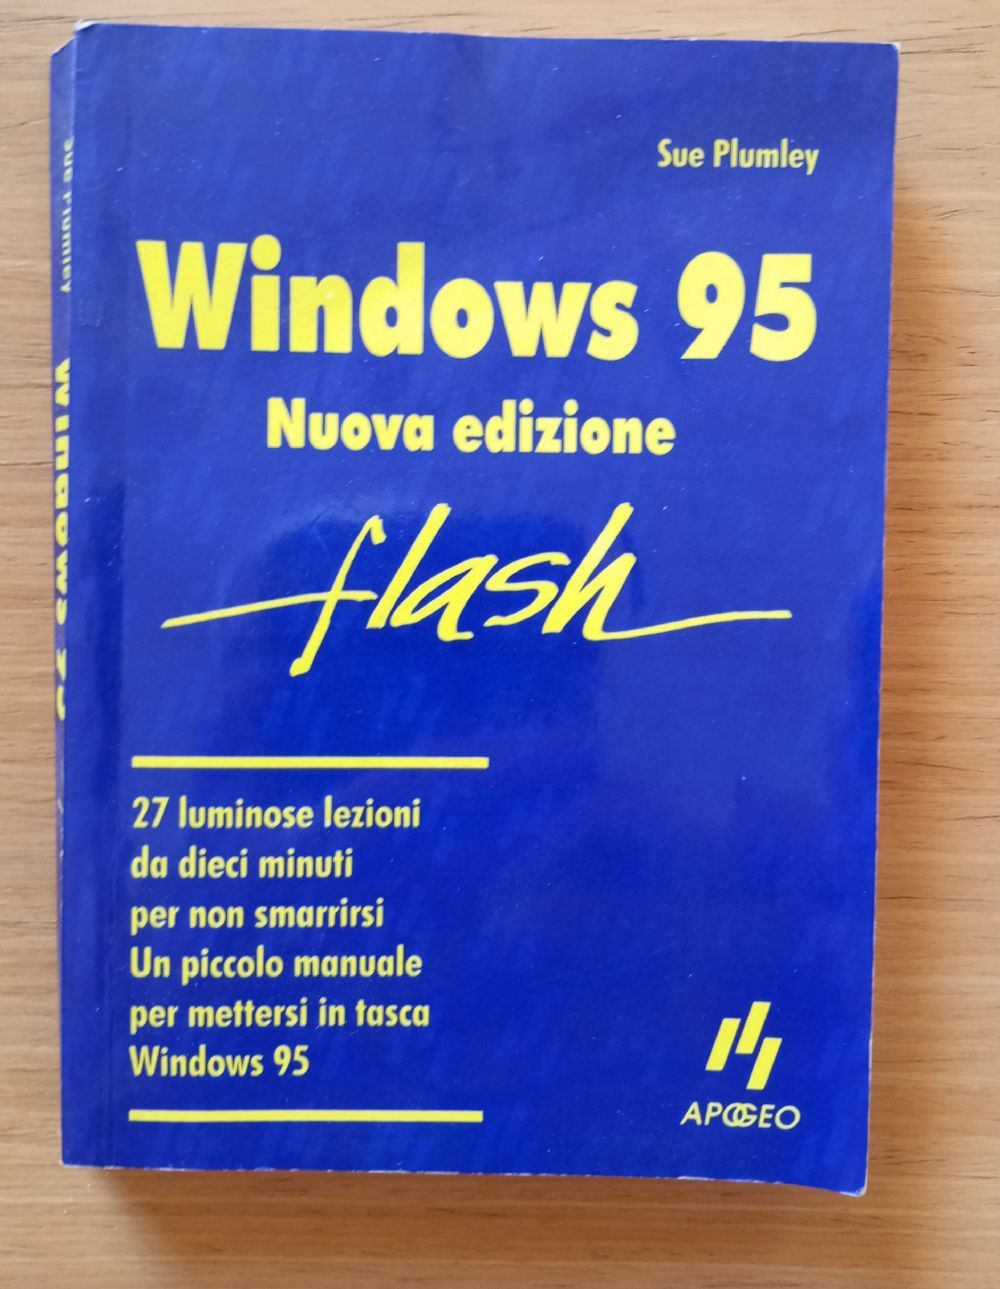 Sue Plumley
Windows 95
Nuova edizione
flash
27 luminose lezioni
da dieci minuti
per non smarrirsi
Un piccolo manuale
per mettersi in tasca
Windows 95
APOGEO
Sue Plumley
Windows 95